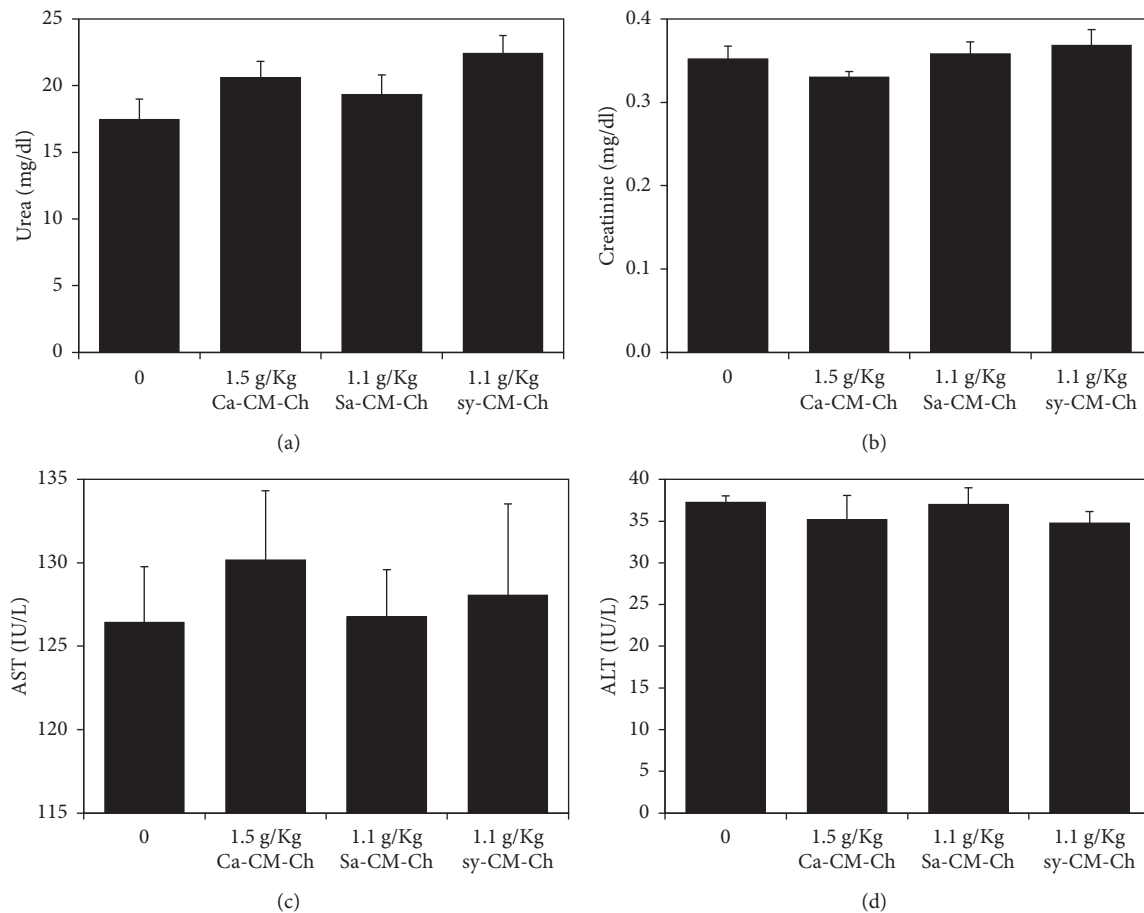 25
20
15
10
5
0
Urea (mg/dl)
0
1.5 g/Kg
Ca-CM-Ch
1.1 g/Kg
Sa-CM-Ch
1.1 g/Kg
sy-CM-Ch
(a)
0.4
0.3
0.2
0.1
0.0
Creatinine (mg/dl)
0
1.5 g/Kg
Ca-CM-Ch
1.1 g/Kg
Sa-CM-Ch
1.1 g/Kg
sy-CM-Ch
(b)
135
130
125
120
115
AST (IU/L)
0
1.5 g/Kg
Ca-CM-Ch
1.1 g/Kg
Sa-CM-Ch
1.1 g/Kg
sy-CM-Ch
(c)
40
35
30
25
20
15
10
5
0
ALT (IU/L)
0
1.5 g/Kg
Ca-CM-Ch
1.1 g/Kg
Sa-CM-Ch
1.1 g/Kg
sy-CM-Ch
(d)